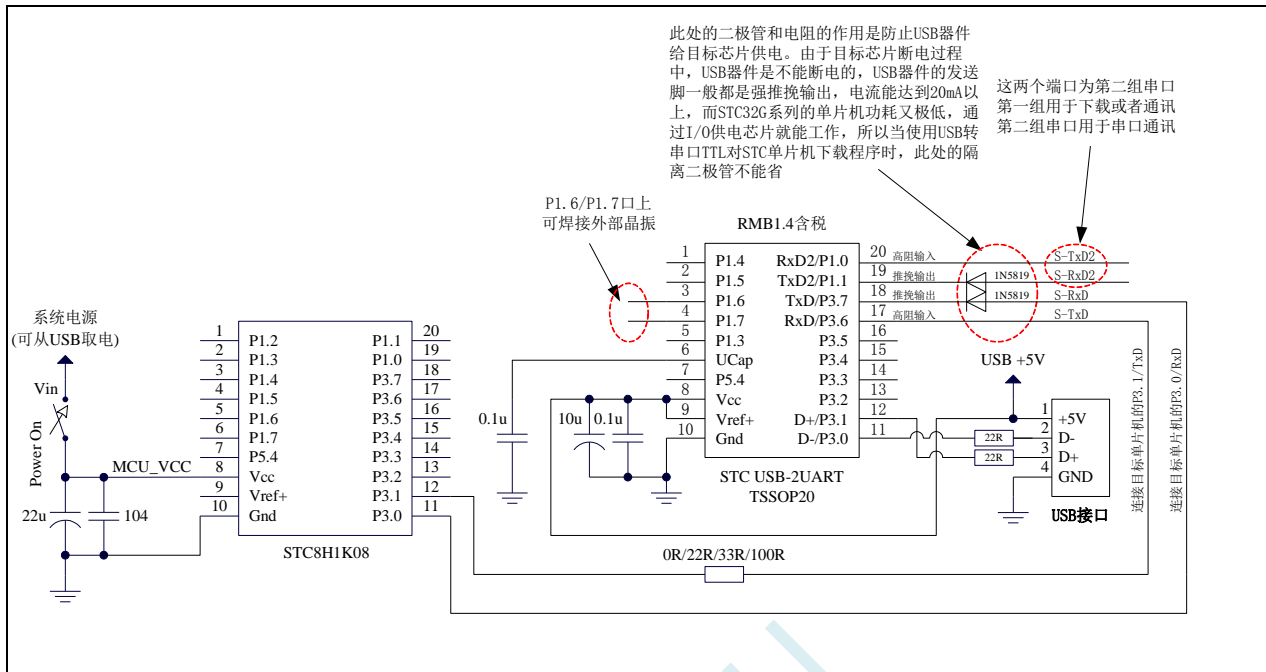 此处的二极管和电阻的作用是防止USB器件
给目标芯片供电。由于目标芯片断电过程
中，USB器件是不能断电的，USB器件的发送
脚一般都是强推挽输出，电流能达到20mA以
上，而STC32G系列的单片机功耗又极低，通
过I/O供电芯片就能工作，所以当使用USB转
串口TTL对STC单片机下载程序时，此处的隔
离二极管不能省
这两个端口为第二组串口
第一组用于下载或者通讯
第二组串口用于串口通讯
P1.6/P1.7口上
可焊接外部晶振
RMB1.4含税
1 P1.4 RxD2/P1.0 20 高阻输入 S-TxD2
2 P1.5 TxD2/P1.1 19 推挽输出 1N5819 S-RxD2
3 P1.6 TxD/P3.7 18 推挽输出 1N5819 S-RxD
4 P1.7 RxD/P3.6 17 高阻输入 S-TxD
5 P1.3 P3.5 16
6 UCap P3.4 15
7 P5.4 P3.3 14
8 Vcc P3.2 13
9 Vref+ D+/P3.1 12
10 Gnd D-/P3.0 11
STC USB-2UART
TSSOP20
0.1u
10u
0.1u
22R
22R
USB +5V
1 +5V
2 D-
3 D+
4 GND
USB接口
连接目标单片机的P3.1/TxD
连接目标单片机的P3.0/RxD
系统电源
(可从USB取电)
Vin
Power On
MCU_VCC
22u
104
1 P1.2 P1.1 20
2 P1.3 P1.0 19
3 P1.4 P3.7 18
4 P1.5 P3.6 17
5 P1.6 P3.5 16
6 P1.7 P3.4 15
7 P5.4 P3.3 14
8 Vcc P3.2 13
9 Vref+ P3.1 12
10 Gnd P3.0 11
STC8H1K08
0R/22R/33R/100R